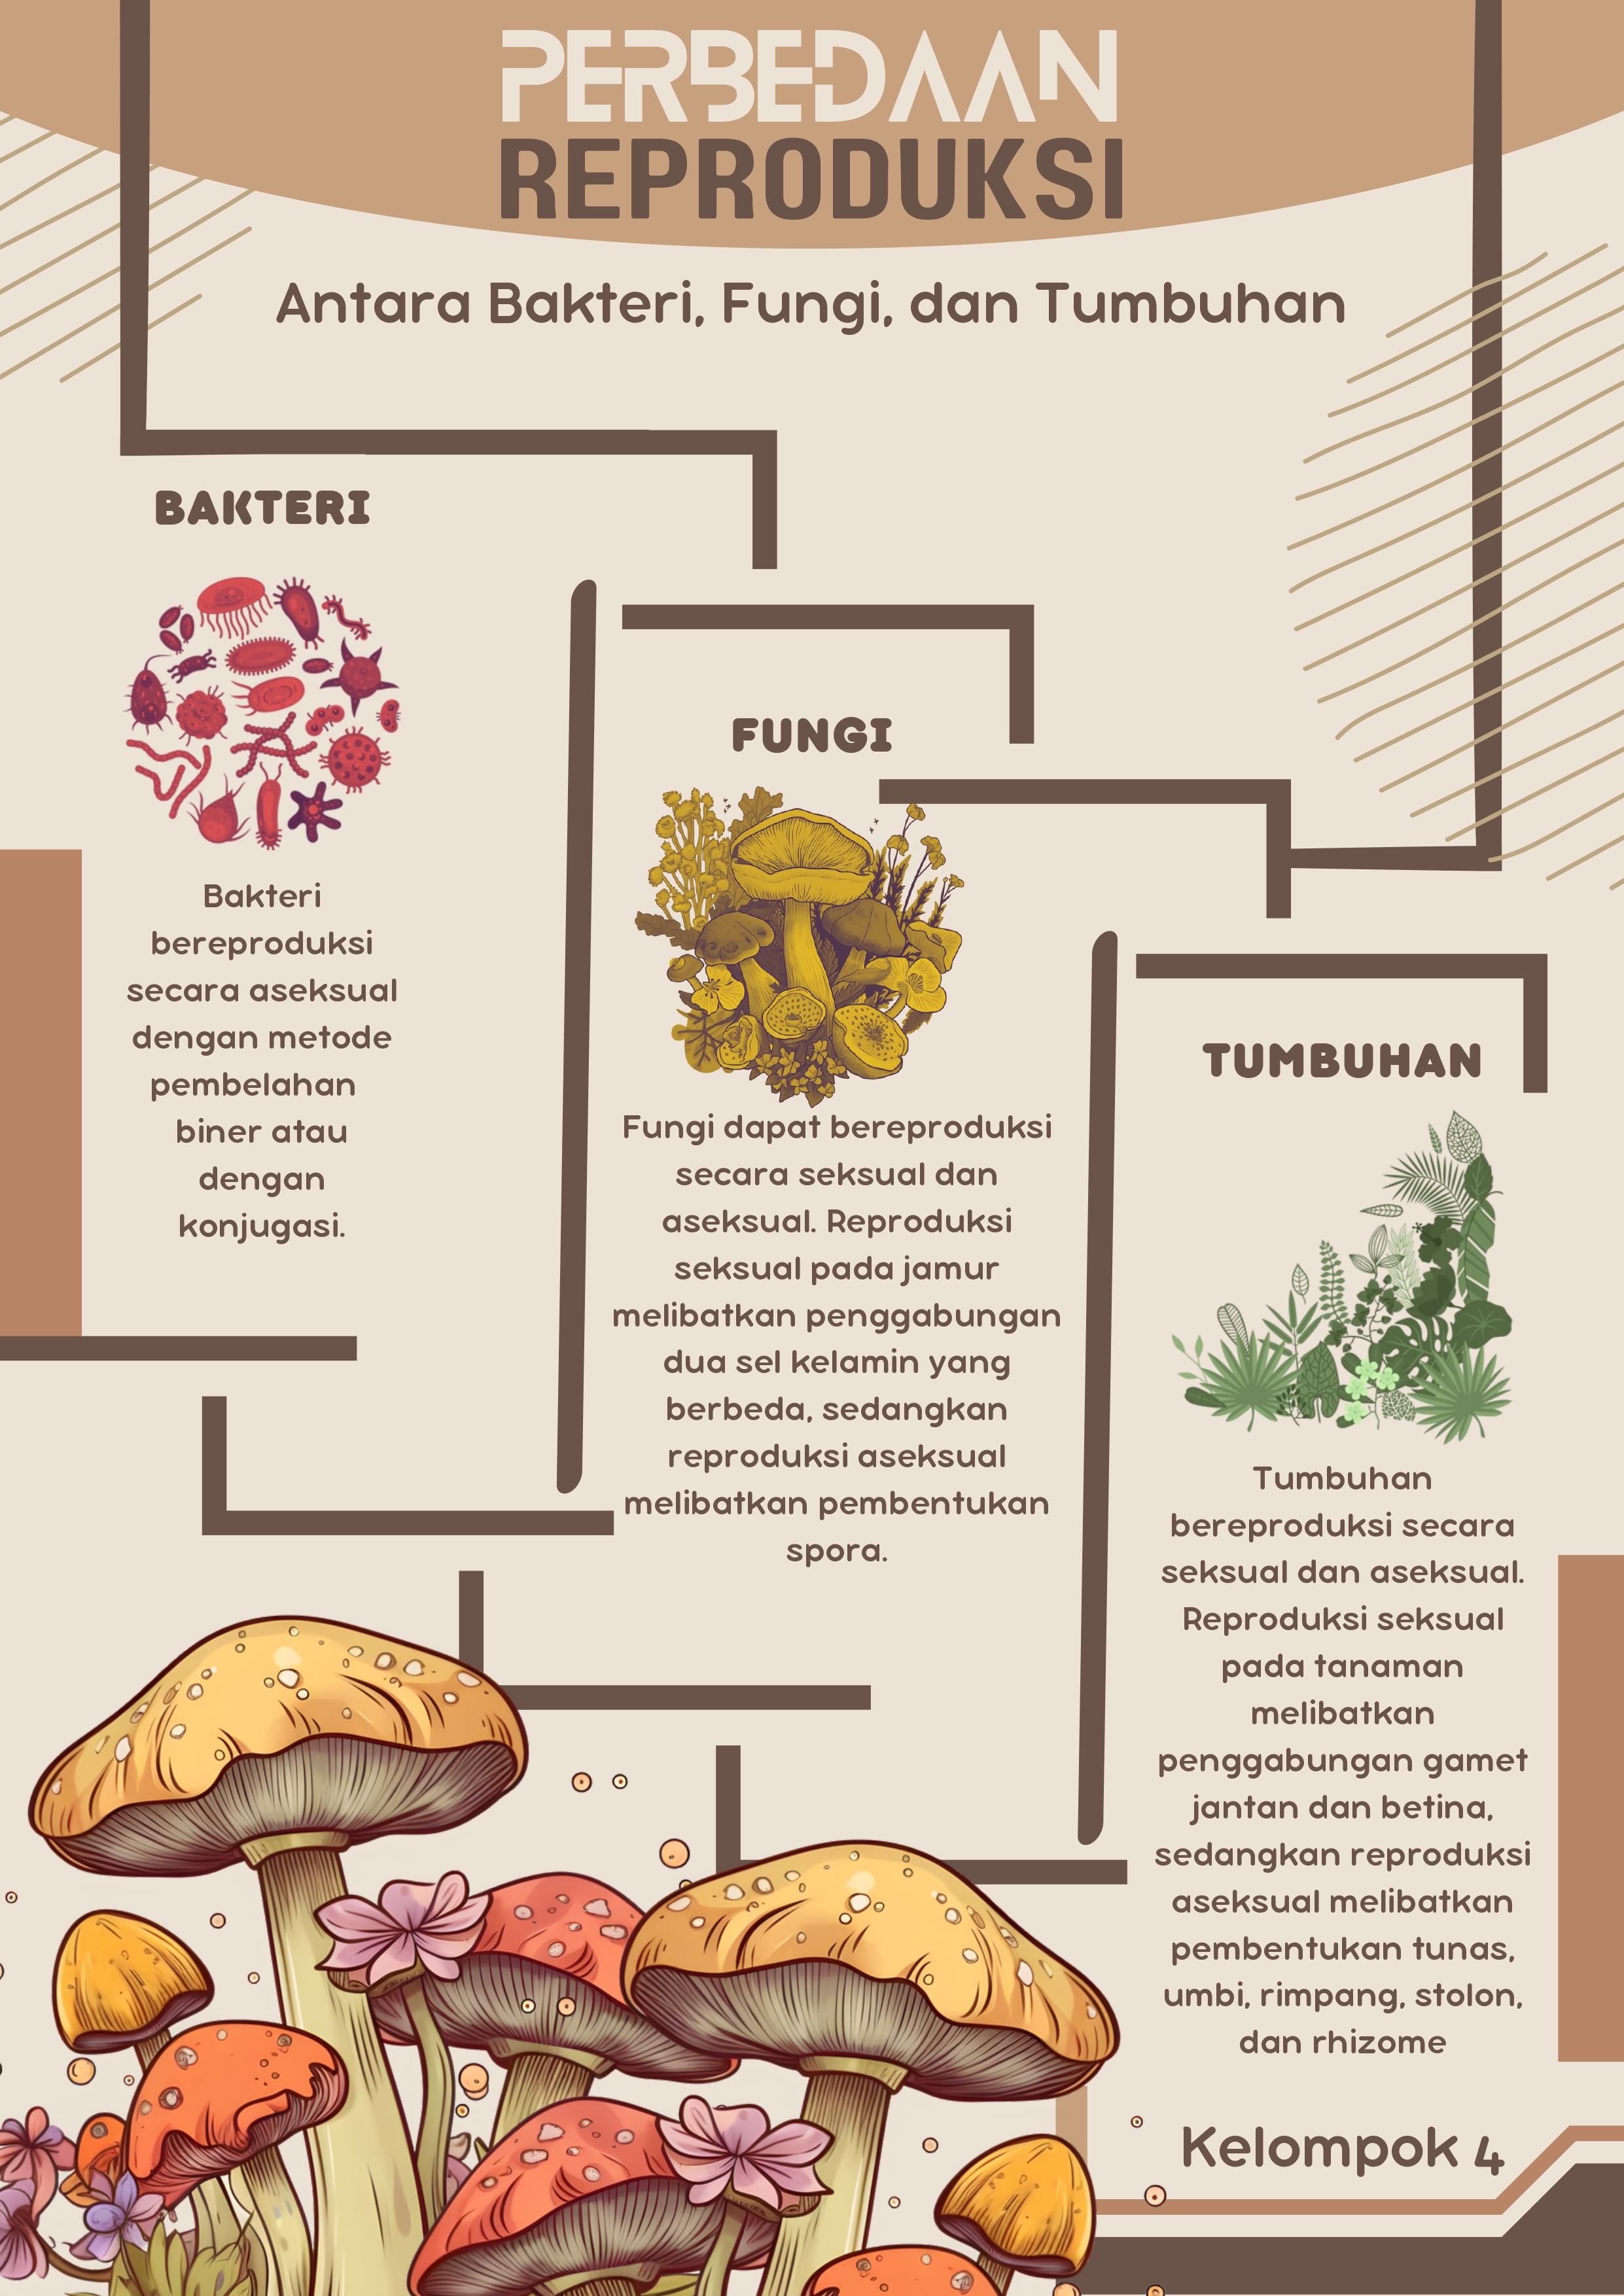 PERBEDAAN
REPRODUKSI
Antara Bakteri, Fungi, dan Tumbuhan
BAKTERI
Bakteri
bereproduksi
secara aseksual
dengan metode
pembelahan
biner atau
dengan
konjugasi.
FUNGI
Fungi dapat bereproduksi
secara seksual dan
aseksual. Reproduksi
seksual pada jamur
melibatkan penggabungan
dua sel kelamin yang
berbeda, sedangkan
reproduksi aseksual
melibatkan pembentukan
spora.
TUMBUHAN
Tumbuhan
bereproduksi secara
seksual dan aseksual.
Reproduksi seksual
pada tanaman
melibatkan
penggabungan gamet
jantan dan betina,
sedangkan reproduksi
aseksual melibatkan
pembentukan tunas,
umbi, rimpang, stolon,
dan rhizome
Kelompok 4